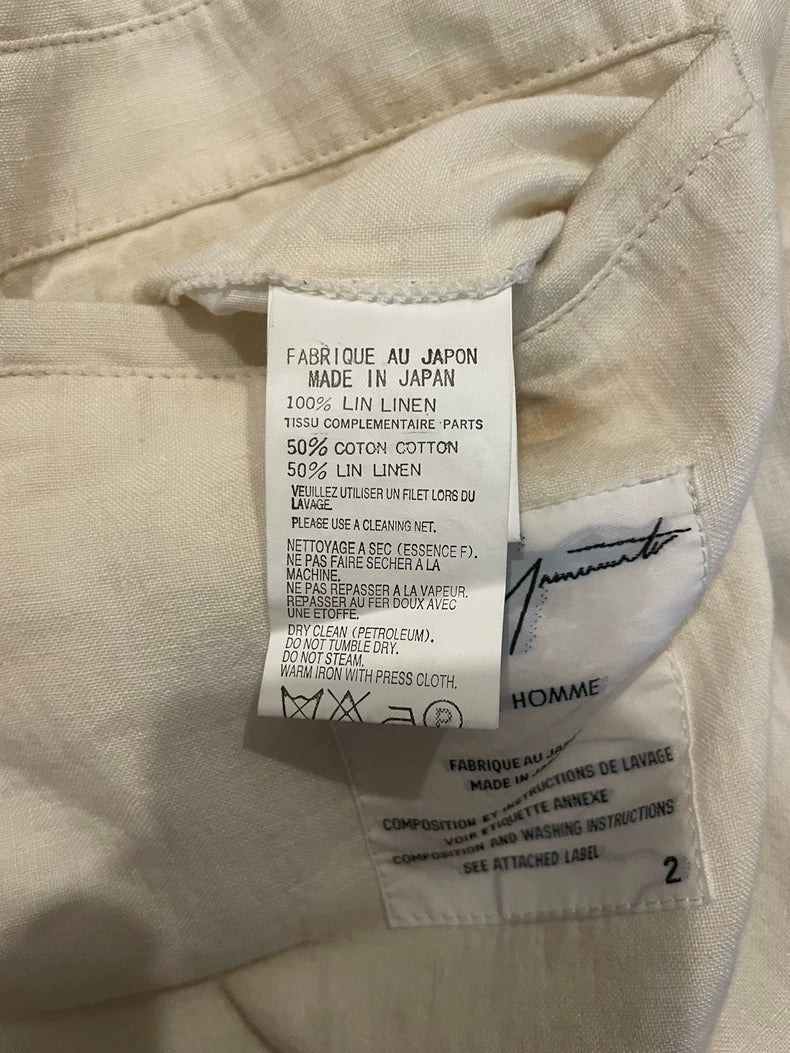 FABRIQUE AU JAPON
MADE IN JAPAN
100% LIN LINEN
TISSU COMPLEMENTAIRE PARTS
50% COTON COTTON
50% LIN LINEN
VEUILLEZ UTILISER UN FILET LORS DU
LAVAGE.
PLEASE USE A CLEANING NET.
NETTOYAGE A SEC (ESSENCE F).
NE PAS FAIRE SECHER A LA
MACHINE.
NE PAS REPASSER A LA VAPEUR.
REPASSER AU FER DOUX AVEC
UNE ETOFFE.
DRY CLEAN (PETROLEUM).
DO NOT TUMBLE DRY.
DO NOT STEAM.
WARM IRON WITH PRESS CLOTH.
P
Yamamoto
HOMME
FABRIQUE AU JA
MADE IN JA
COMPOSITION ET INSTRUCTIONS DE LAVAGE
VOIR ETIQUETTE ANNEXE
COMPOSITION AND WASHING INSTRUCTIONS
SEE ATTACHED LABEL
2